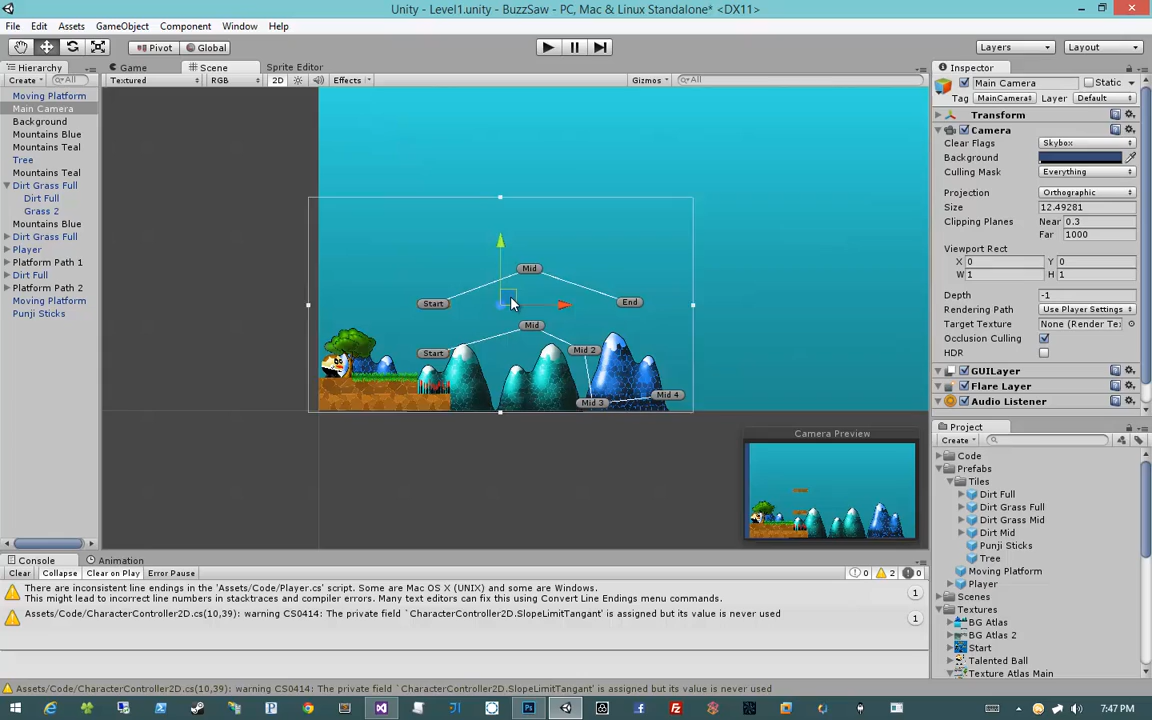 Unity - Level1.unity - BuzzSaw - PC, Mac & Linux Standalone* <DX11>
File Edit Assets GameObject Component Window Help
Pivot Global Layers Layout
Hierarchy Game Scene Sprite Editor Inspector
Create All Textured RGB 2D Effects Gizmos All
Main Camera Static
Tag MainCamera Layer Default
Moving Platform
Main Camera
Background
Mountains Blue
Mountains Teal
Tree
Mountains Teal
Dirt Grass Full
Dirt Full
Grass 2
Mountains Blue
Dirt Grass Full
Player
Platform Path 1
Dirt Full
Platform Path 2
Moving Platform
Punji Sticks
Mid
Start
End
Mid
Start
Mid 2
Mid 3
Mid 4
Camera Preview
Transform
Camera
Clear Flags Skybox
Background
Culling Mask Everything
Projection Orthographic
Size 12.49281
Clipping Planes Near 0.3
Far 1000
Viewport Rect
X 0 Y 0
W 1 H 1
Depth -1
Rendering Path Use Player Settings
Target Texture None (Render Te
Occlusion Culling
HDR
GUILayer
Flare Layer
Audio Listener
Project
Create
Code
Prefabs
Tiles
Dirt Full
Dirt Grass Full
Dirt Grass Mid
Dirt Mid
Punji Sticks
Tree
Moving Platform
Player
Scenes
Textures
BG Atlas
BG Atlas 2
Start
Talented Ball
Texture Atlas Main
Console Animation
Clear Collapse Clear on Play Error Pause 0 2 0
There are inconsistent line endings in the 'Assets/Code/Player.cs' script. Some are Mac OS X (UNIX) and some are Windows.
This might lead to incorrect line numbers in stacktraces and compiler errors. Many text editors can fix this using Convert Line Endings menu commands.
1
Assets/Code/CharacterController2D.cs(10,39): warning CS0414: The private field `CharacterController2D.SlopeLimitTangant' is assigned but its value is never used
1
Assets/Code/CharacterController2D.cs(10,39): warning CS0414: The private field `CharacterController2D.SlopeLimitTangant' is assigned but its value is never used
7:47 PM